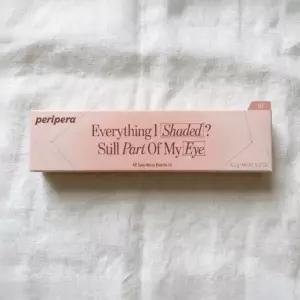 peripera
Everything I Shaded?
Still Part Of My Eye